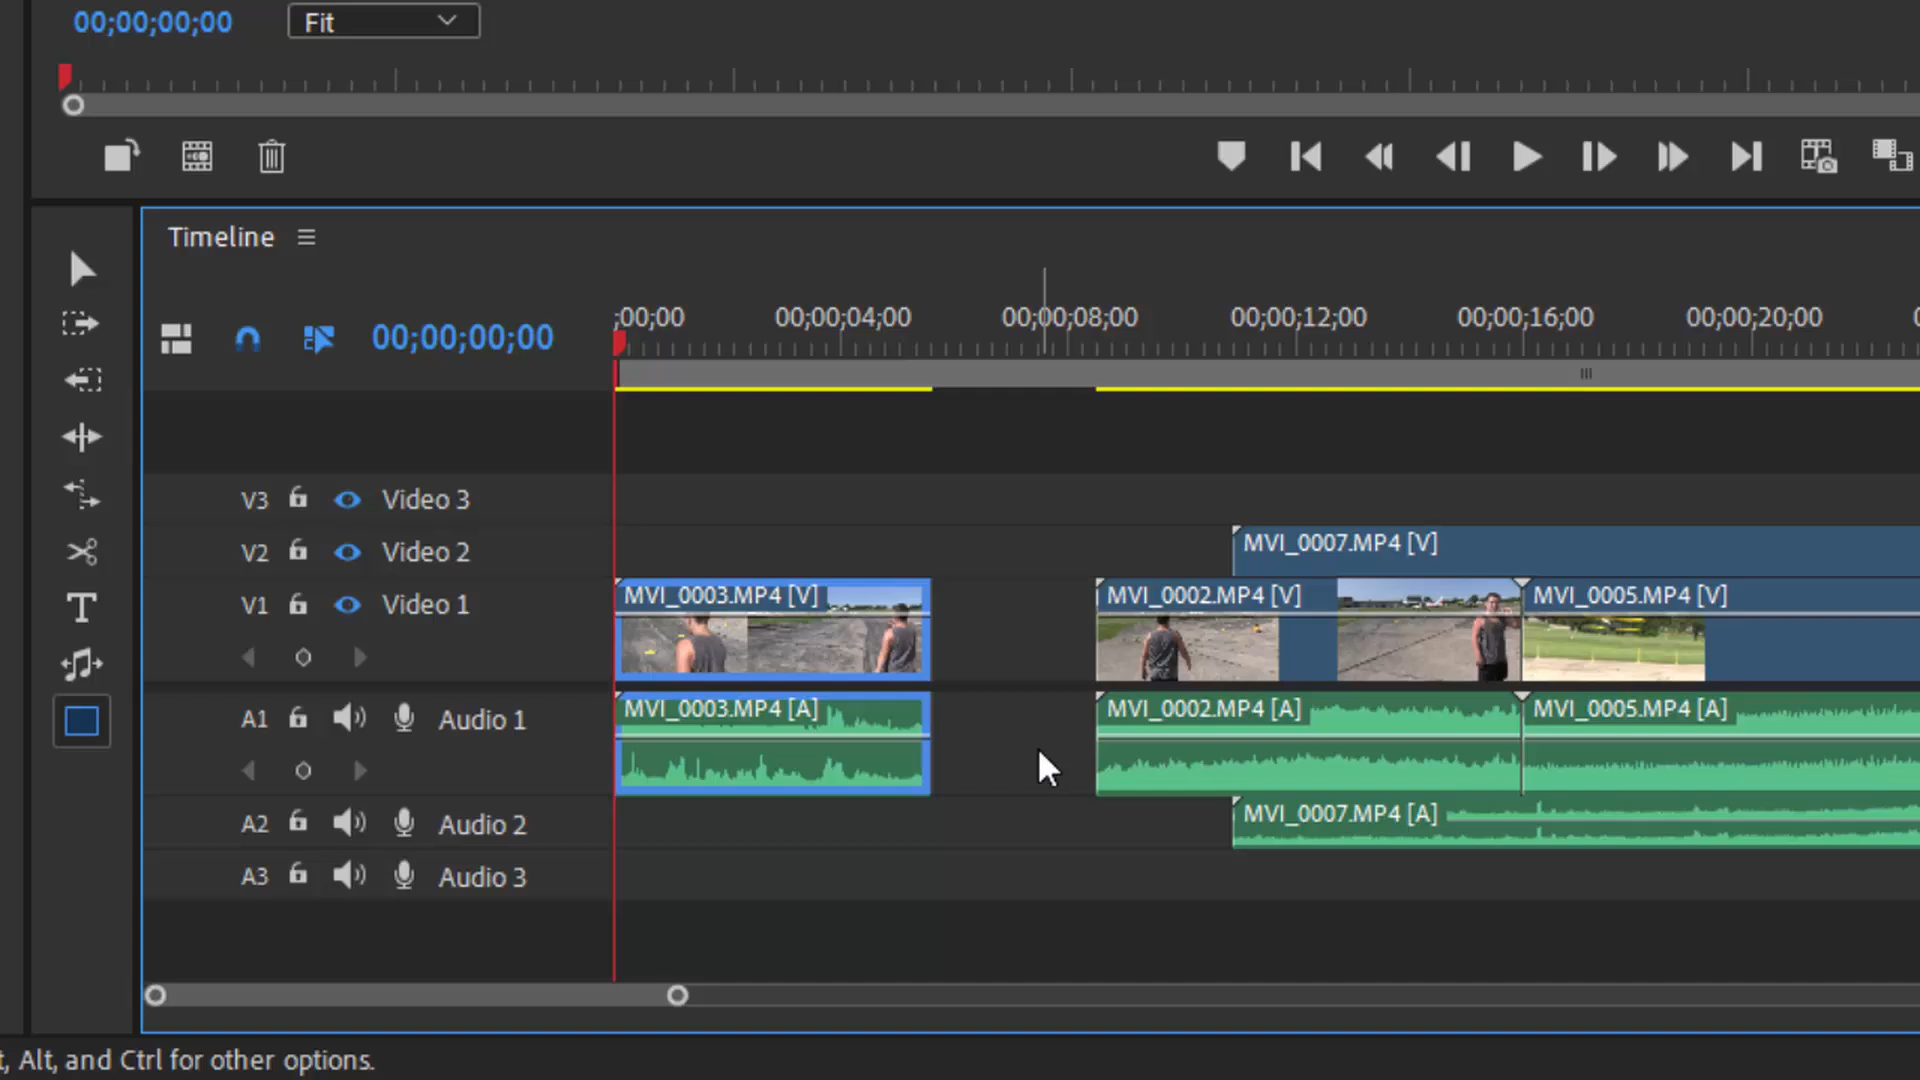 00;00;00;00
Fit
Timeline
00;00;00;00
;00;00
00;00;04;00
00;00;08;00
00;00;12;00
00;00;16;00
00;00;20;00
V3 Video 3
V2 Video 2
MVI_0007.MP4 [V]
V1 Video 1
MVI_0003.MP4 [V]
MVI_0002.MP4 [V]
MVI_0005.MP4 [V]
A1 Audio 1
MVI_0003.MP4 [A]
MVI_0002.MP4 [A]
MVI_0005.MP4 [A]
A2 Audio 2
MVI_0007.MP4 [A]
A3 Audio 3
, Alt, and Ctrl for other options.